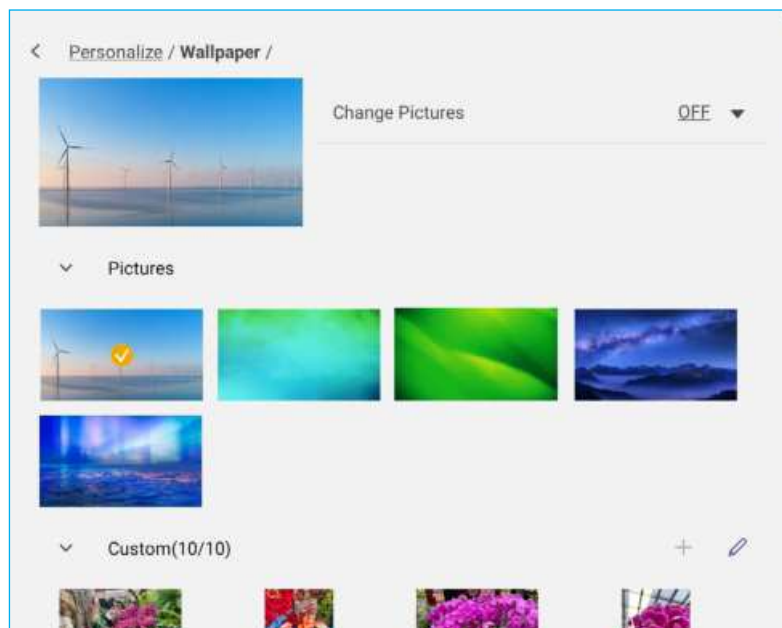 Personalize / Wallpaper /
Change Pictures OFF
Pictures
Custom(10/10)